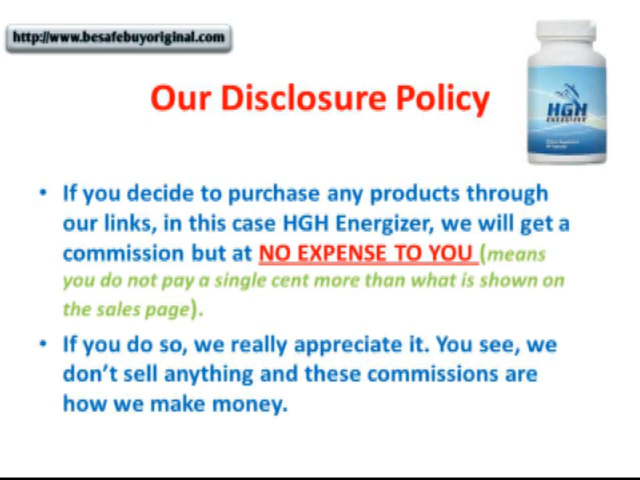 http://www.besafebuyoriginal.com
Our Disclosure Policy
HGH
ENERGIZER
• If you decide to purchase any products through
our links, in this case HGH Energizer, we will get a
commission but at NO EXPENSE TO YOU (means
you do not pay a single cent more than what is shown on
the sales page).
• If you do so, we really appreciate it. You see, we
don't sell anything and these commissions are
how we make money.